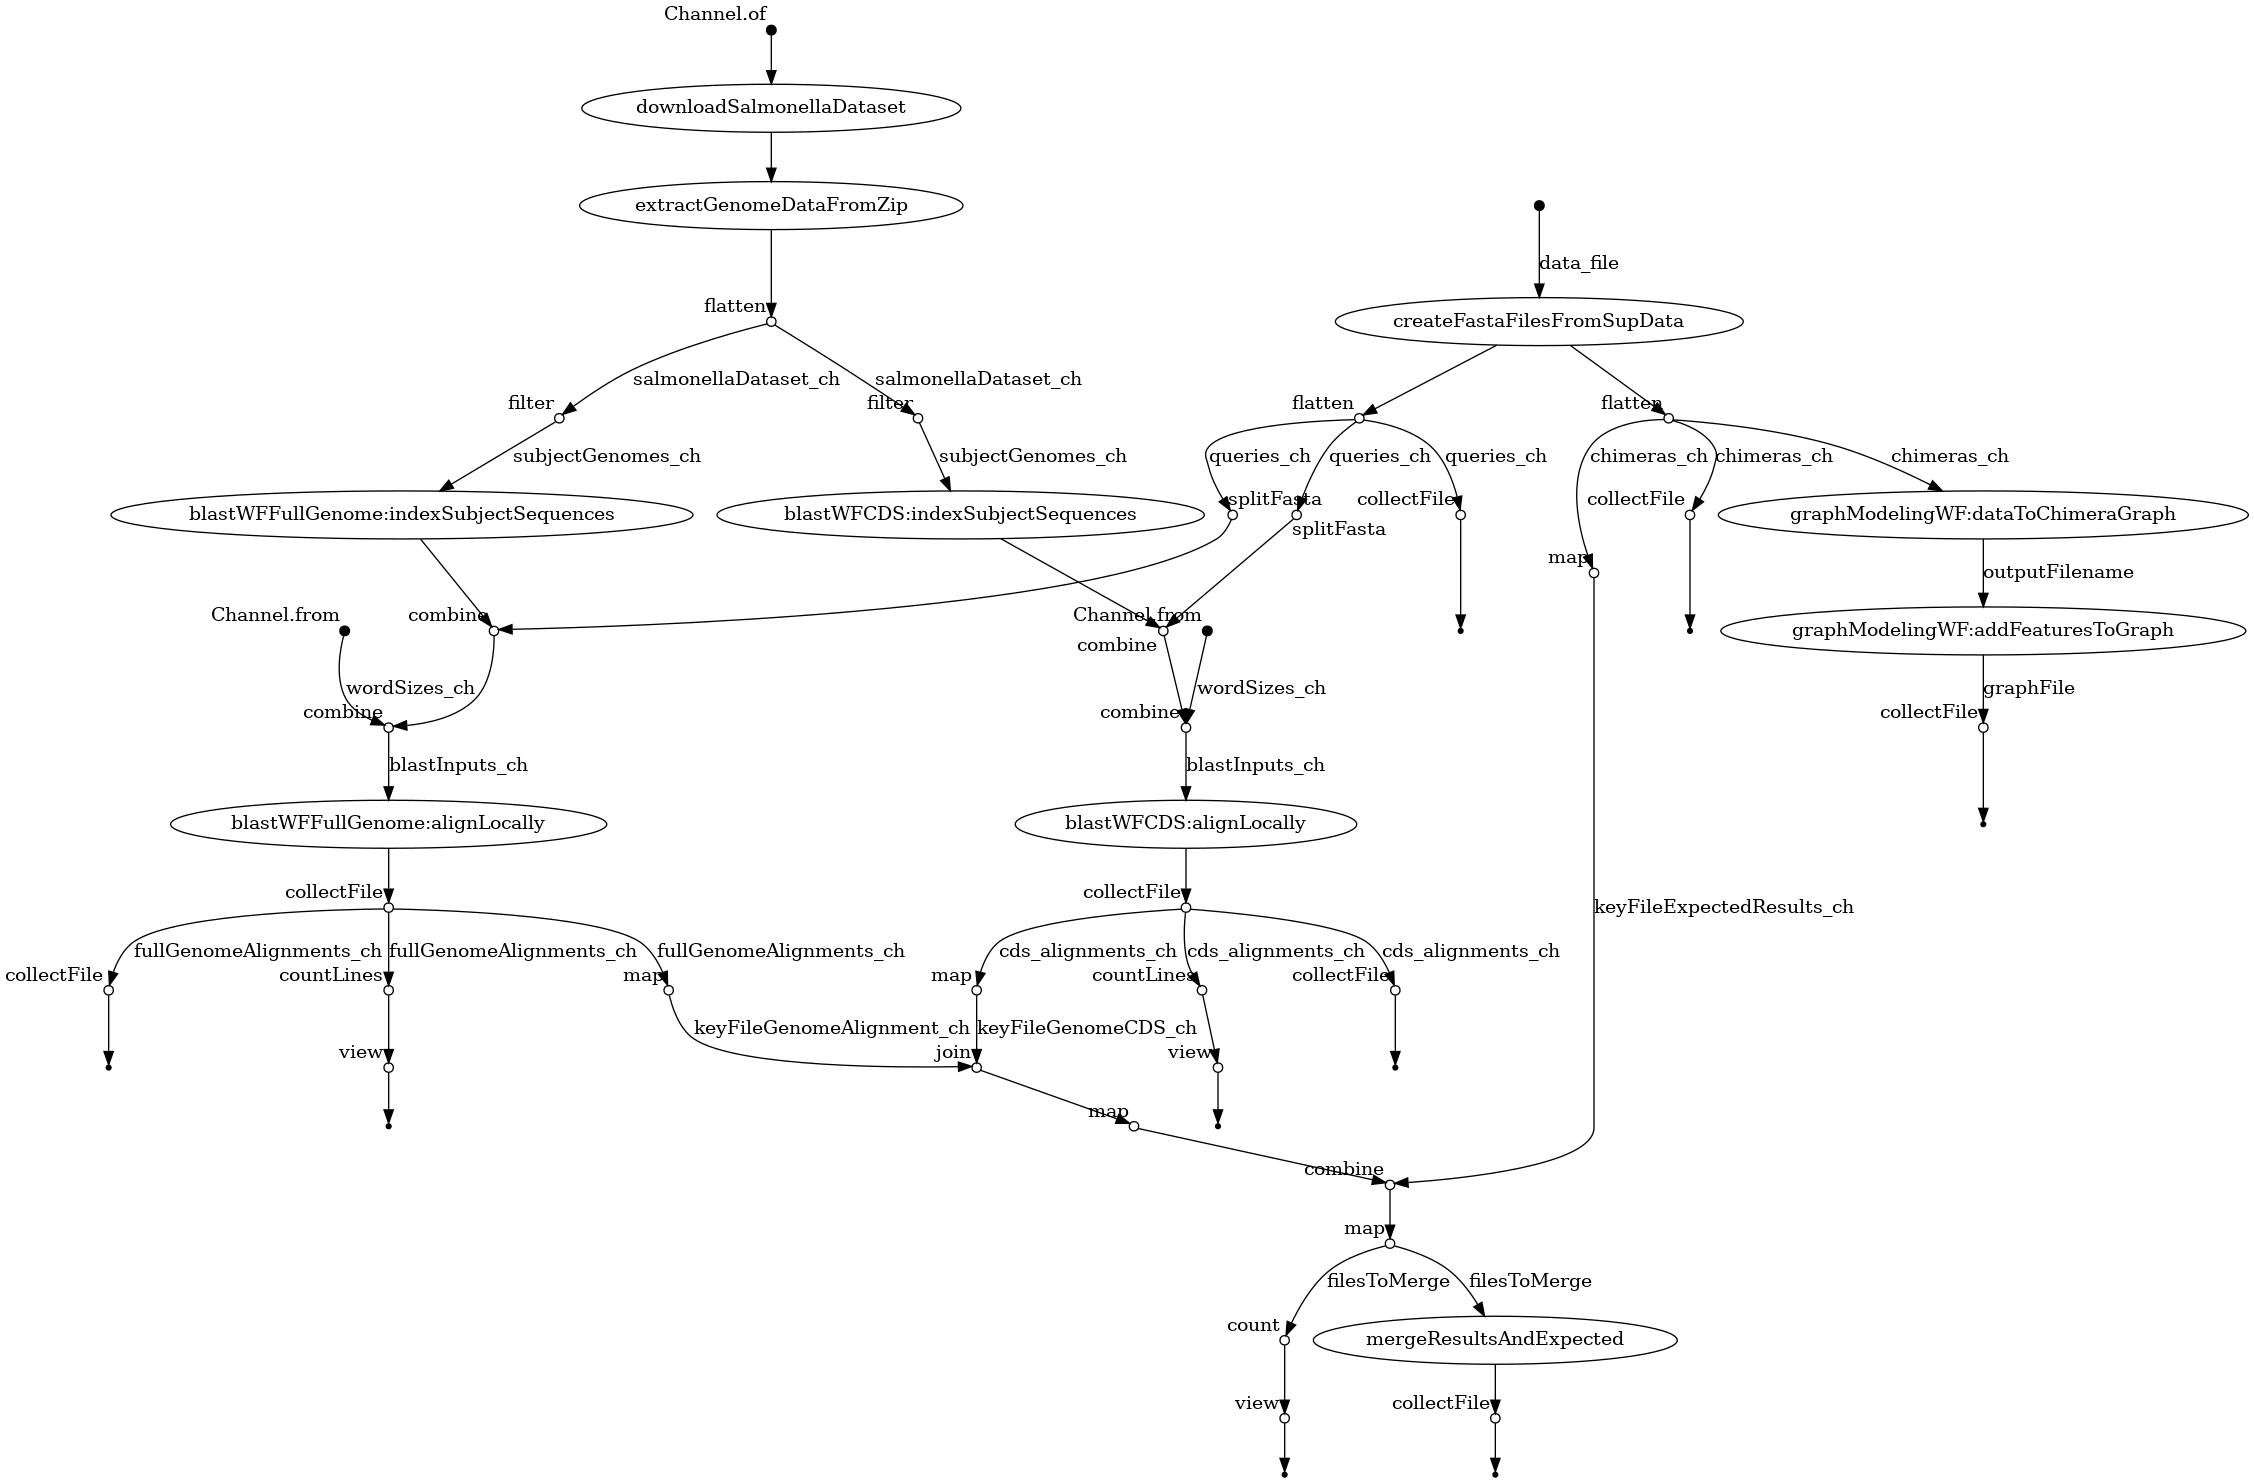 Channel.of
downloadSalmonellaDataset
extractGenomeDataFromZip
data_file
flatten
createFastaFilesFromSupData
salmonellaDataset_ch
salmonellaDataset_ch
filter
filter
flatten
flatten
subjectGenomes_ch
subjectGenomes_ch
queries_ch
queries_ch
queries_ch
chimeras_ch
chimeras_ch
chimeras_ch
splitFasta
collectFile
collectFile
blastWFFullGenome:indexSubjectSequences
blastWFCDS:indexSubjectSequences
graphModelingWF:dataToChimeraGraph
splitFasta
map
outputFilename
Channel.from
combine
Channel.from
graphModelingWF:addFeaturesToGraph
combine
wordSizes_ch
wordSizes_ch
graphFile
combine
combine
collectFile
blastInputs_ch
blastInputs_ch
blastWFFullGenome:alignLocally
blastWFCDS:alignLocally
collectFile
collectFile
keyFileExpectedResults_ch
fullGenomeAlignments_ch
fullGenomeAlignments_ch
fullGenomeAlignments_ch
cds_alignments_ch
cds_alignments_ch
cds_alignments_ch
collectFile
countLines
map
map
countLines
collectFile
keyFileGenomeAlignment_ch
keyFileGenomeCDS_ch
view
join
view
map
combine
map
filesToMerge
filesToMerge
count
mergeResultsAndExpected
view
collectFile